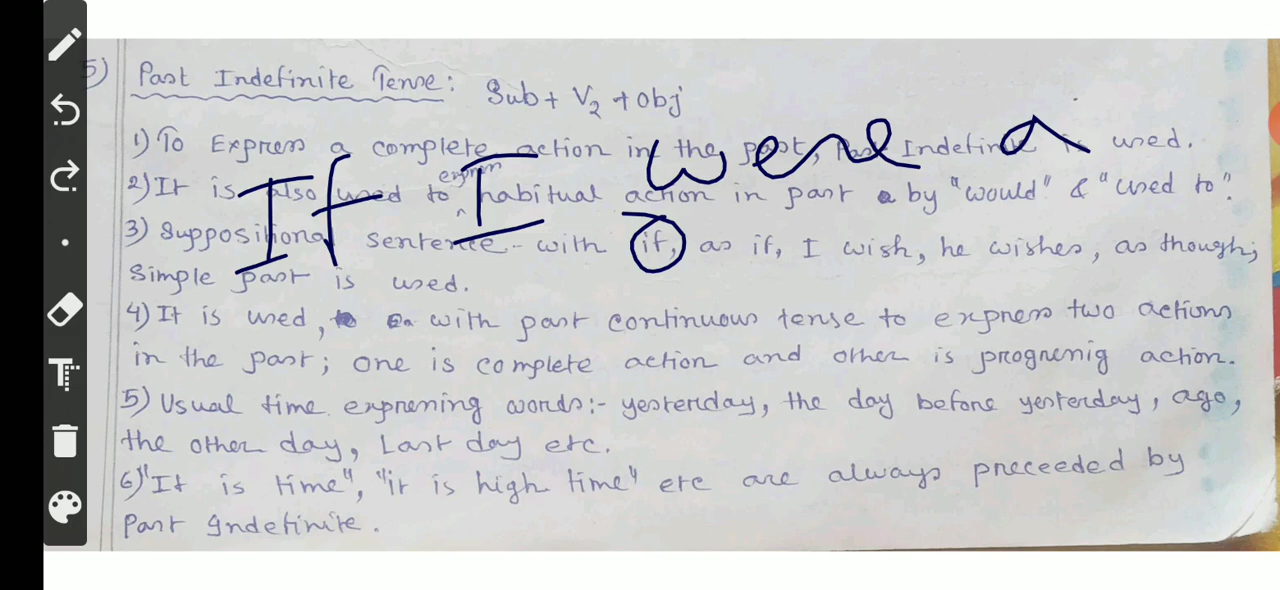 5) Past Indefinite Tense: Sub + V2 + Obj
1) To Express a complete action in the past, Past Indefinite is used.
If I were a
2) It is also used to express habitual action in past by "would" & "used to".
3) Suppositional sentence - with if, as if, I wish, he wishes, as though;
Simple past is used.
4) It is used, with past continuous tense to express two actions
in the past; one is complete action and other is progrenig action.
5) Usual time expressing words:- yesterday, the day before yesterday, ago,
the other day, Last day etc.
6) "It is time", "it is high time" etc are always preceeded by
Past Indefinite.